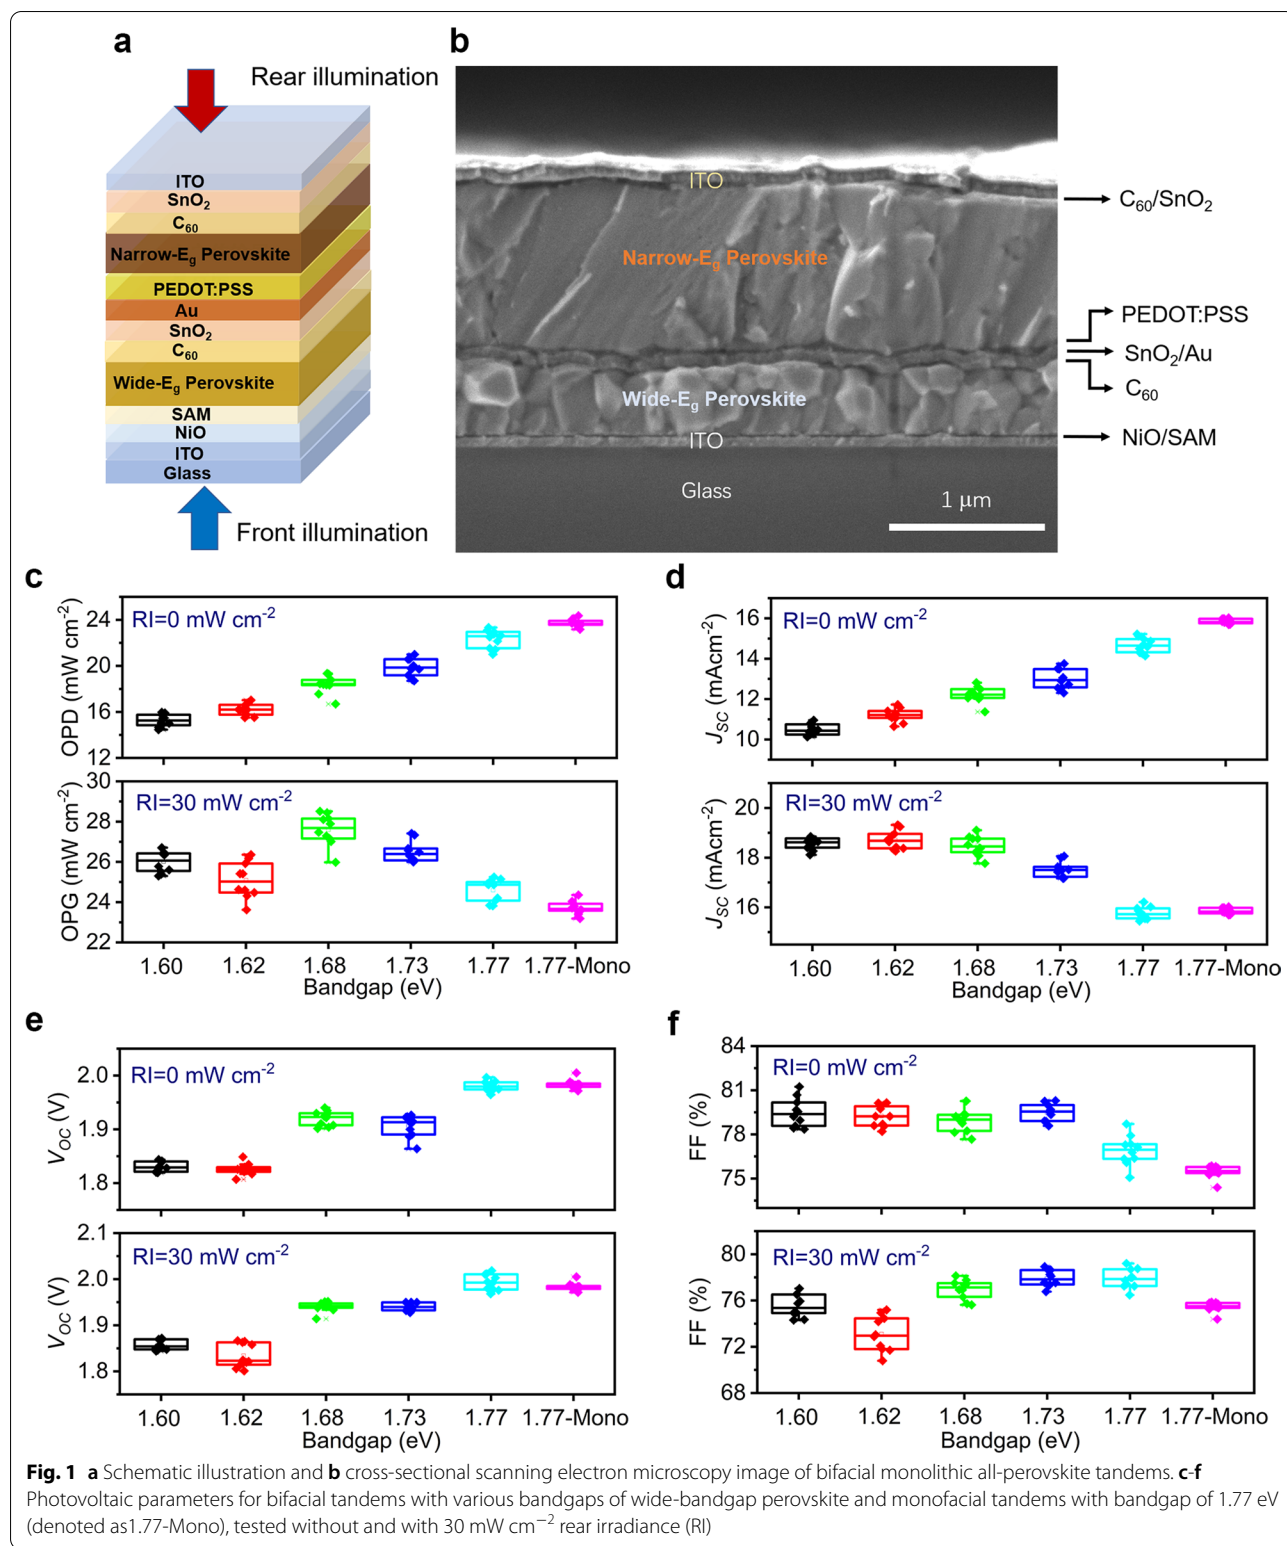 a
Rear illumination
ITO
SnO2
C60
Narrow-Eg Perovskite
PEDOT:PSS
Au
SnO2
C60
Wide-Eg Perovskite
SAM
NiO
ITO
Glass
Front illumination
b
ITO
Narrow-Eg Perovskite
Wide-Eg Perovskite
ITO
Glass
1 μm
C60/SnO2
PEDOT:PSS
SnO2/Au
C60
NiO/SAM
c
OPD (mW cm-2)
24
20
16
12
RI=0 mW cm-2
OPG (mW cm-2)
30
28
26
24
22
RI=30 mW cm-2
1.60 1.62 1.68 1.73 1.77 1.77-Mono
Bandgap (eV)
d
JSC (mAcm-2)
16
14
12
10
RI=0 mW cm-2
JSC (mAcm-2)
20
18
16
RI=30 mW cm-2
1.60 1.62 1.68 1.73 1.77 1.77-Mono
Bandgap (eV)
e
VOC (V)
2.0
1.9
1.8
RI=0 mW cm-2
VOC (V)
2.1
2.0
1.9
1.8
RI=30 mW cm-2
1.60 1.62 1.68 1.73 1.77 1.77-Mono
Bandgap (eV)
f
FF (%)
84
81
78
75
RI=0 mW cm-2
FF (%)
80
76
72
68
RI=30 mW cm-2
1.60 1.62 1.68 1.73 1.77 1.77-Mono
Bandgap (eV)
Fig. 1 a Schematic illustration and b cross-sectional scanning electron microscopy image of bifacial monolithic all-perovskite tandems. c-f
Photovoltaic parameters for bifacial tandems with various bandgaps of wide-bandgap perovskite and monofacial tandems with bandgap of 1.77 eV
(denoted as1.77-Mono), tested without and with 30 mW cm−2 rear irradiance (RI)